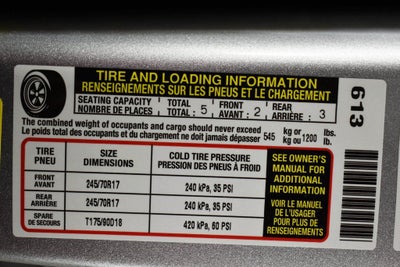 TIRE AND LOADING INFORMATION
RENSEIGNEMENTS SUR LES PNEUS ET LE CHARGEMENT
SEATING CAPACITY TOTAL FRONT REAR
NOMBRE DE PLACES TOTAL : 5 AVANT : 2 ARRIÈRE : 3
The combined weight of occupants and cargo should never exceed 545 kg or 1200 lbs.
Le poids total des occupants et du chargement ne doit jamais dépasser kg ou lb.
TIRE SIZE COLD TIRE PRESSURE
PNEU DIMENSIONS PRESSION DES PNEUS À FROID
FRONT
AVANT 245/70R17 240 kPa, 35 PSI
REAR
ARRIÈRE 245/70R17 240 kPa, 35 PSI
SPARE
DE SECOURS T175/90D18 420 kPa, 60 PSI
SEE OWNER'S
MANUAL FOR
ADDITIONAL
INFORMATION
VOIR LE MANUEL
DE L'USAGER
POUR PLUS DE
RENSEIGNEMENTS
613